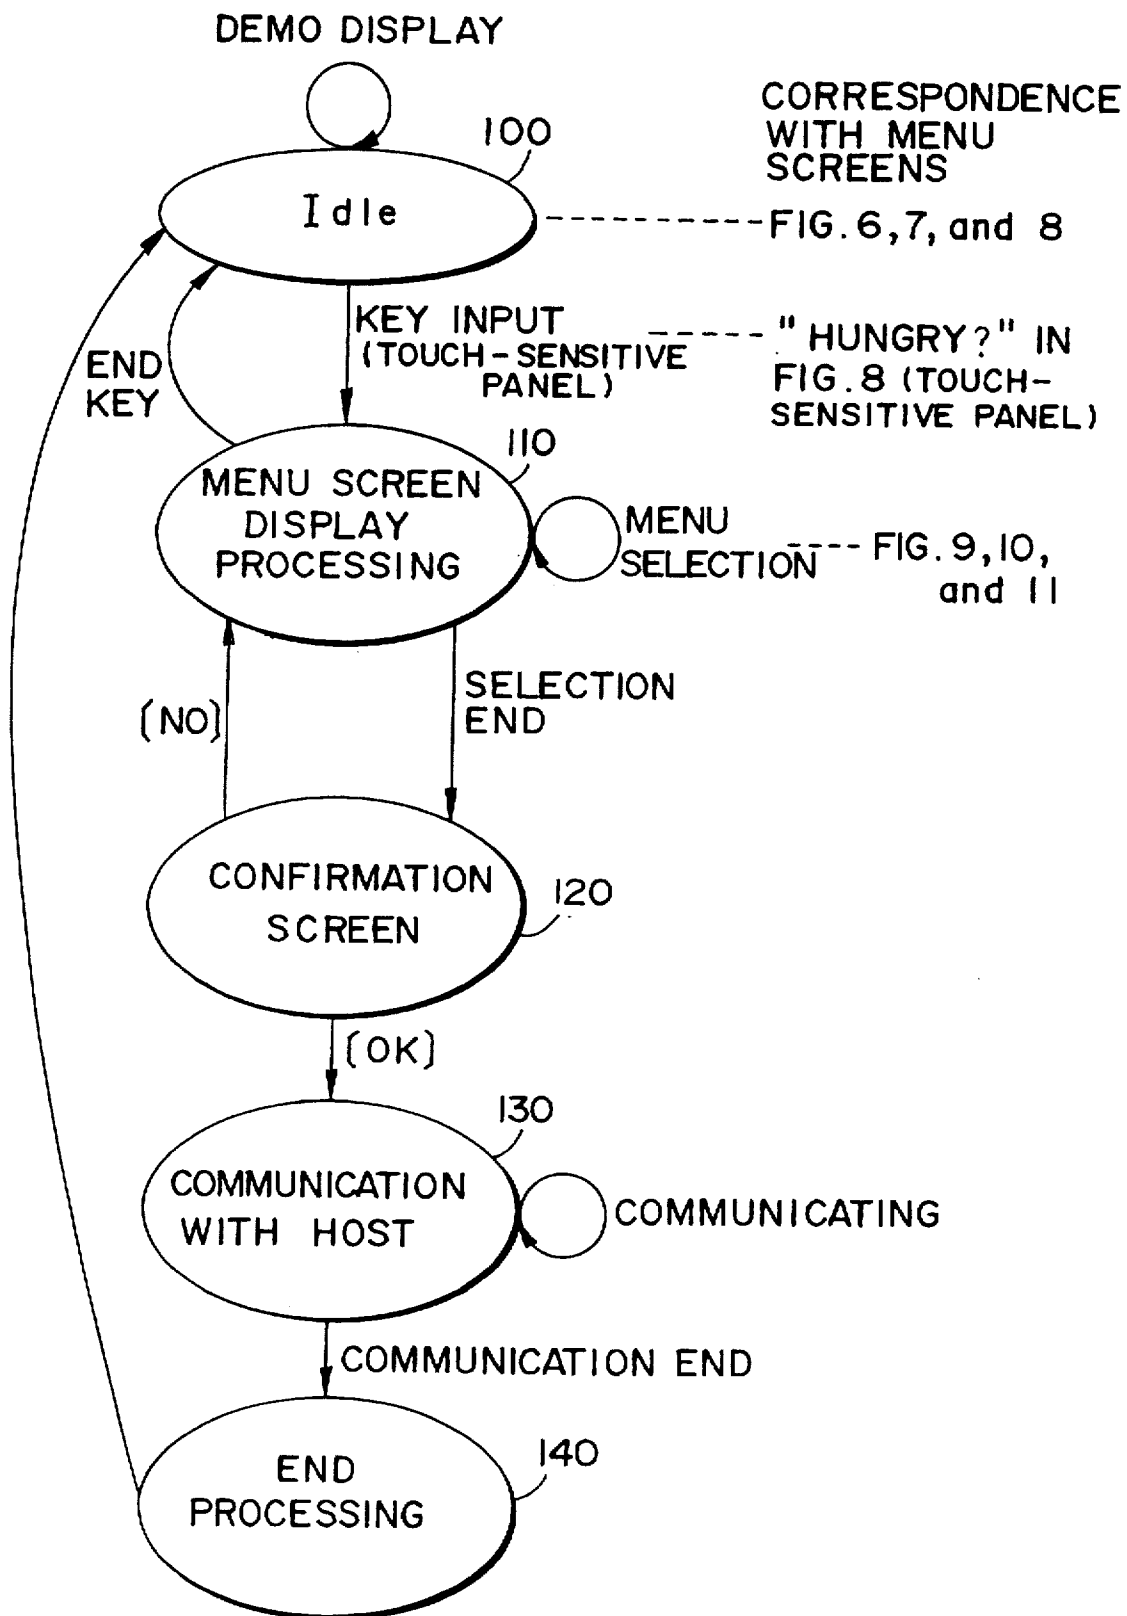 DEMO DISPLAY
100
CORRESPONDENCE
WITH MENU
SCREENS
Idle
FIG. 6, 7, and 8
KEY INPUT
(TOUCH-SENSITIVE
PANEL)
"HUNGRY?" IN
FIG. 8 (TOUCH-
SENSITIVE PANEL)
END
KEY
110
MENU SCREEN
DISPLAY
PROCESSING
MENU
SELECTION
FIG. 9, 10,
and 11
SELECTION
END
[NO]
CONFIRMATION
SCREEN
120
[OK]
130
COMMUNICATION
WITH HOST
COMMUNICATING
COMMUNICATION END
140
END
PROCESSING